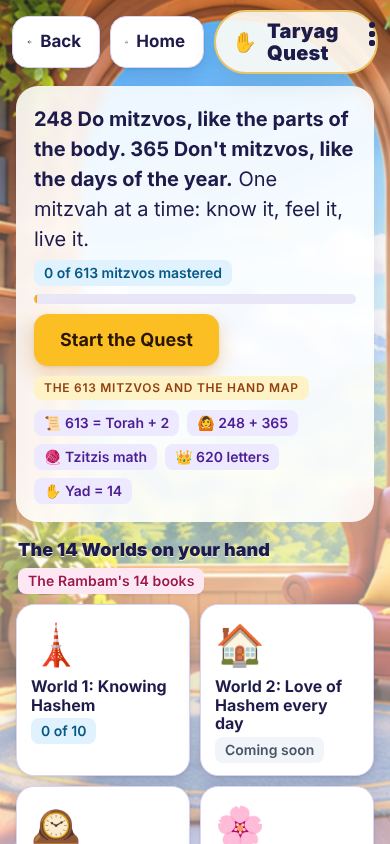 Back
Home
Taryag
Quest
248 Do mitzvos, like the parts of
the body. 365 Don't mitzvos, like
the days of the year. One
mitzvah at a time: know it, feel it,
live it.
0 of 613 mitzvos mastered
Start the Quest
THE 613 MITZVOS AND THE HAND MAP
613 = Torah + 2
248 + 365
Tzitzis math
620 letters
Yad = 14
The 14 Worlds on your hand
The Rambam's 14 books
World 1: Knowing
Hashem
0 of 10
World 2: Love of
Hashem every
day
Coming soon